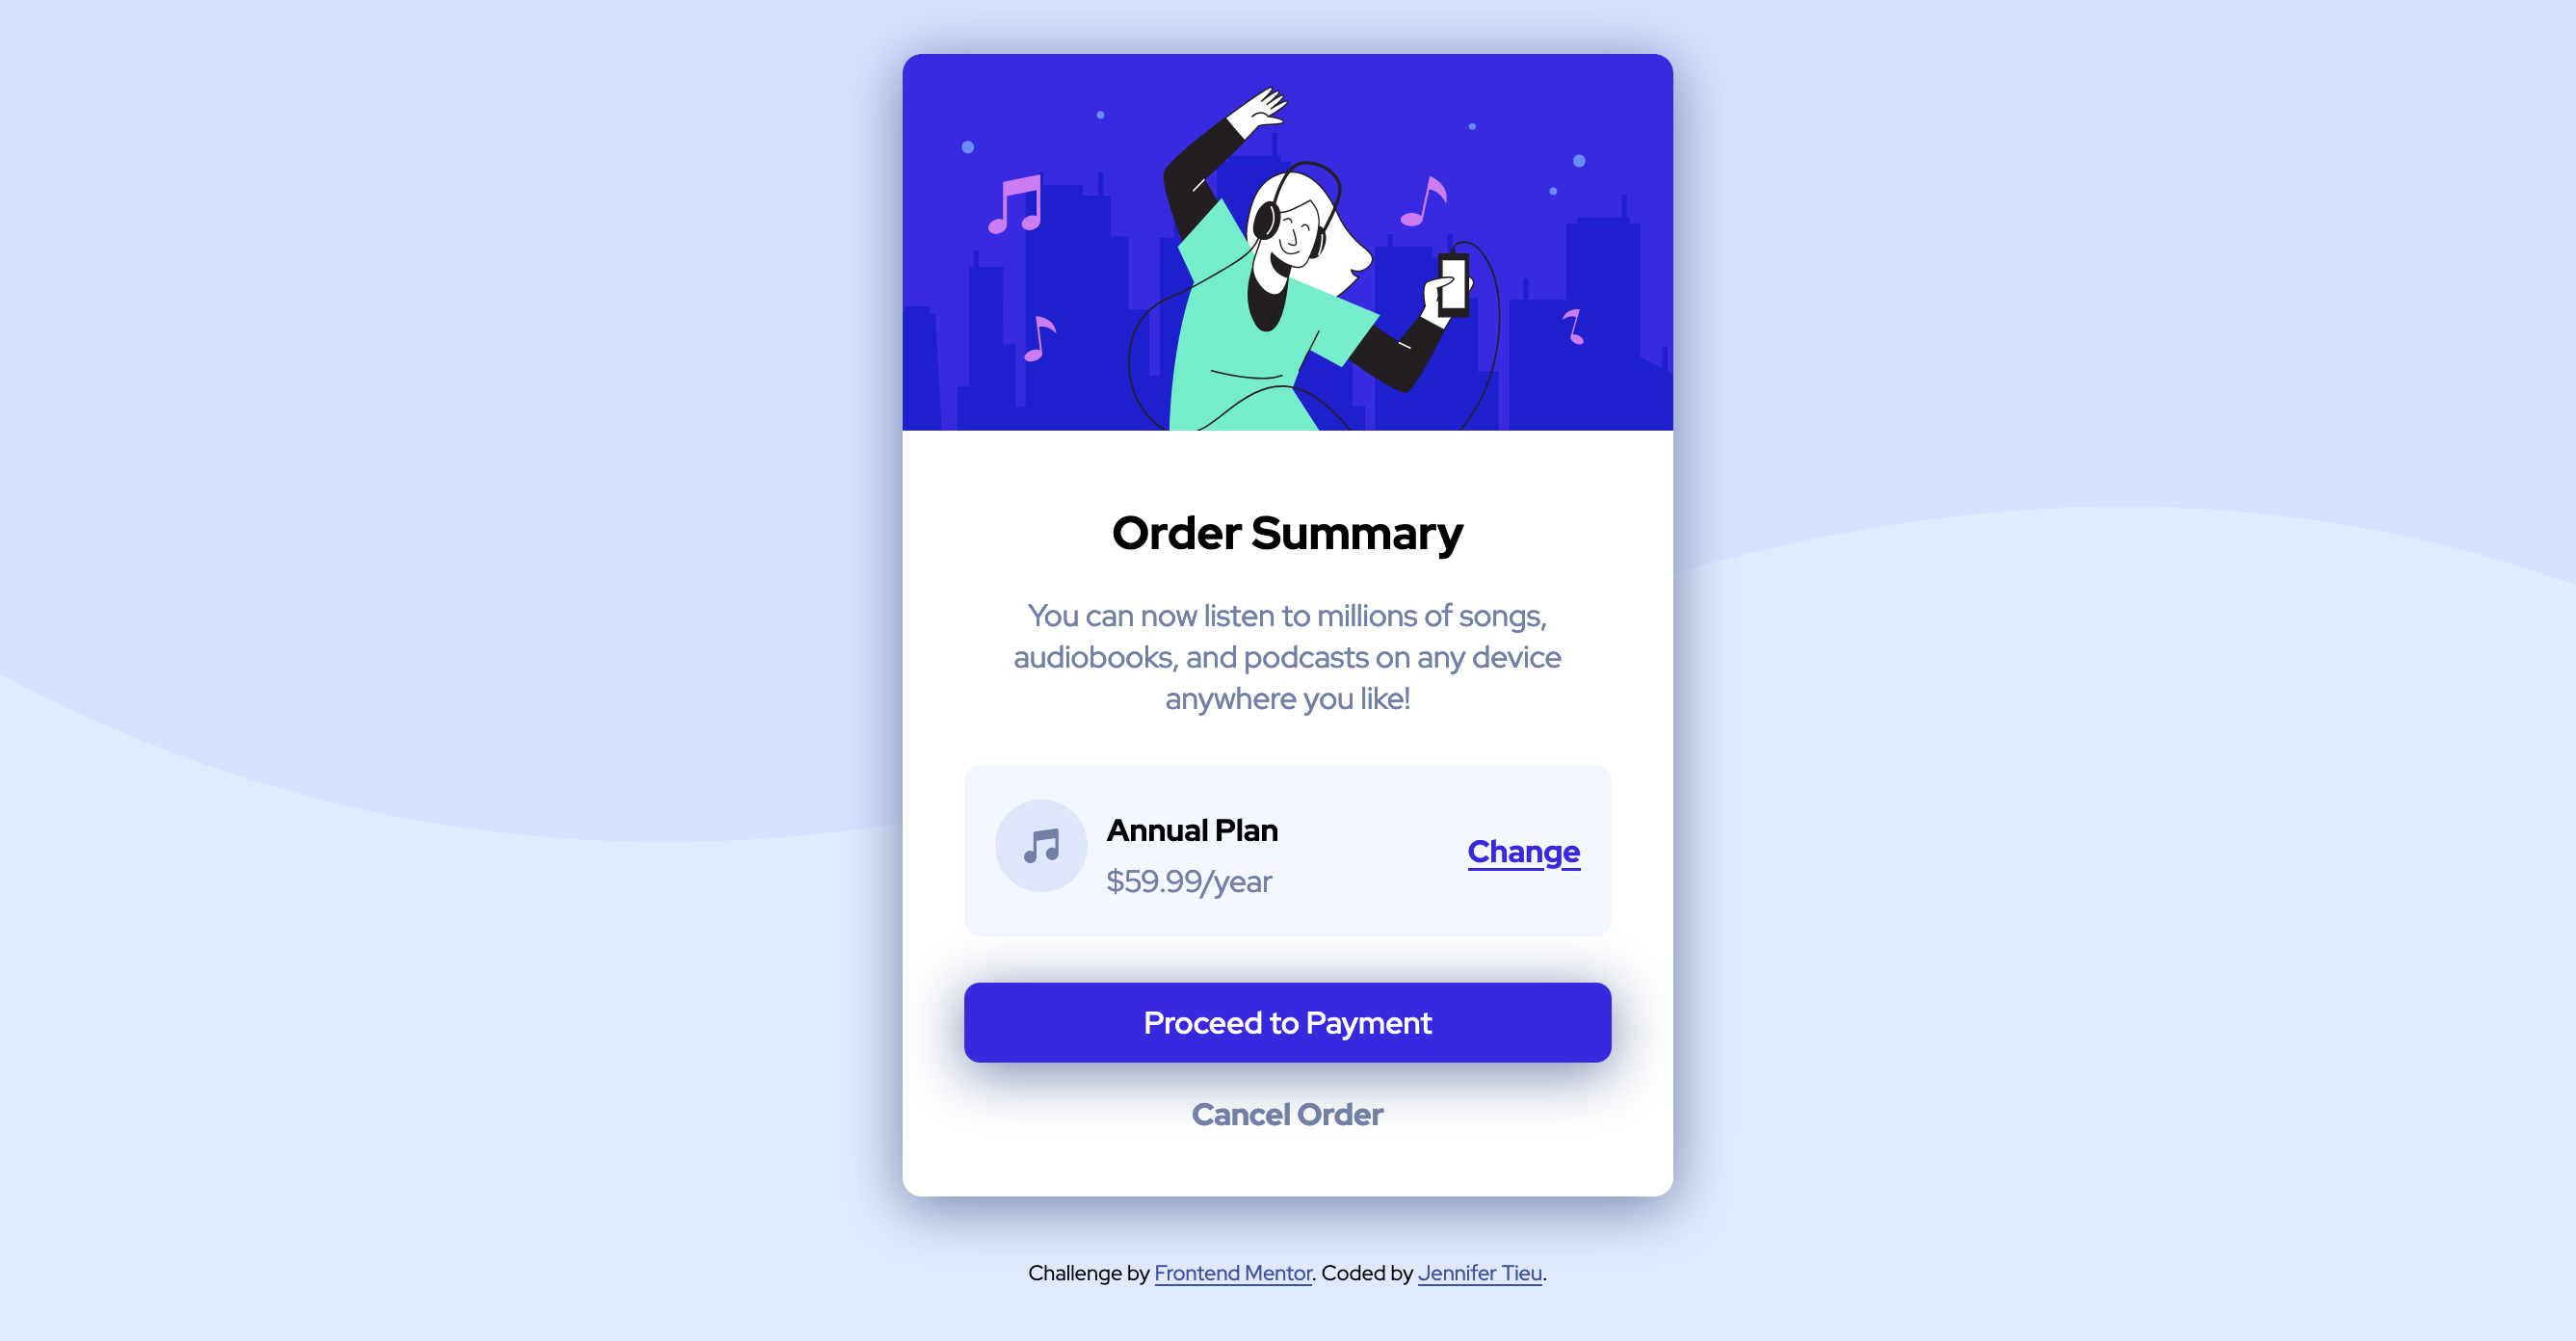 Order Summary
You can now listen to millions of songs,
audiobooks, and podcasts on any device
anywhere you like!
Annual Plan
$59.99/year
Change
Proceed to Payment
Cancel Order
Challenge by Frontend Mentor. Coded by Jennifer Tieu.